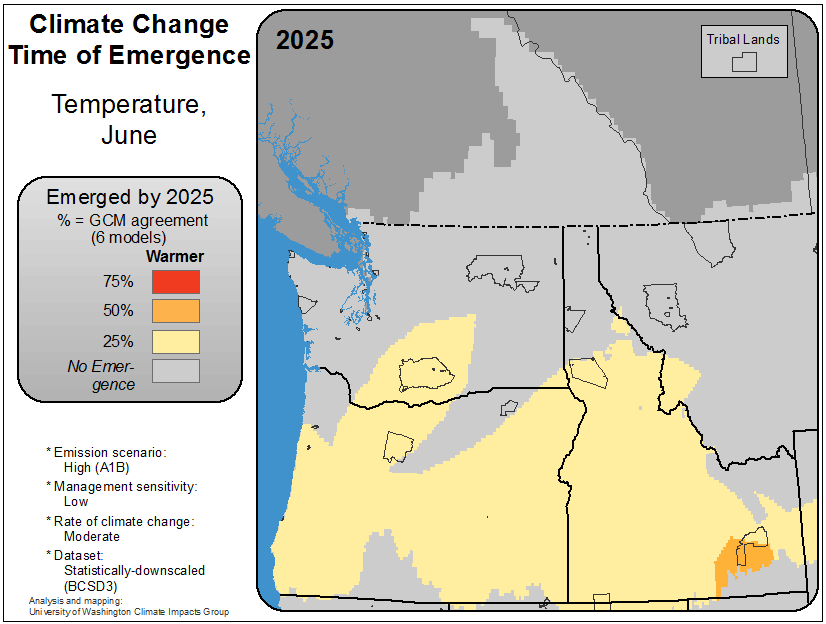 Climate Change
Time of Emergence
Temperature,
June
Emerged by 2025
% = GCM agreement
(6 models)
Warmer
75%
50%
25%
No Emer-
gence
* Emission scenario:
High (A1B)
* Management sensitivity:
Low
* Rate of climate change:
Moderate
* Dataset:
Statistically-downscaled
(BCSD3)
Analysis and mapping:
University of Washington Climate Impacts Group
2025
Tribal Lands